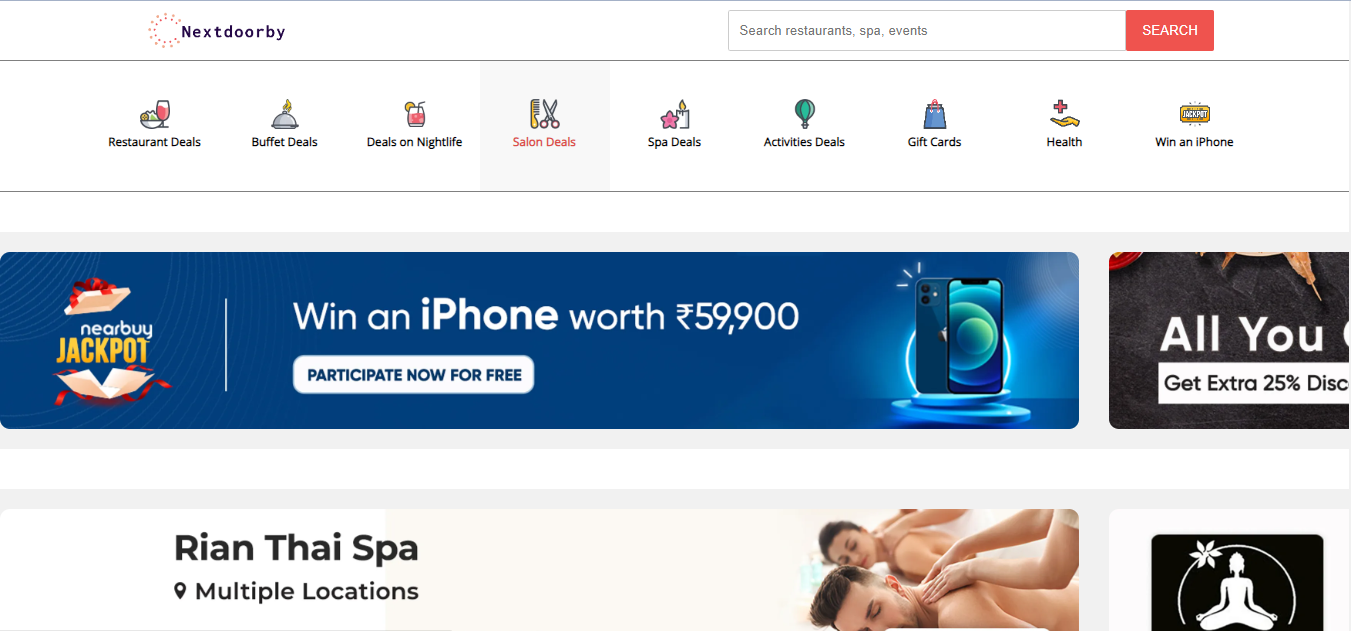 Nextdoorby
Search restaurants, spa, events
SEARCH
Restaurant Deals
Buffet Deals
Deals on Nightlife
Salon Deals
Spa Deals
Activities Deals
Gift Cards
Health
JACKPOT
Win an iPhone
nearbuy
JACKPOT
Win an iPhone worth ₹59,900
PARTICIPATE NOW FOR FREE
All You
Get Extra 25% Disc
Rian Thai Spa
Multiple Locations